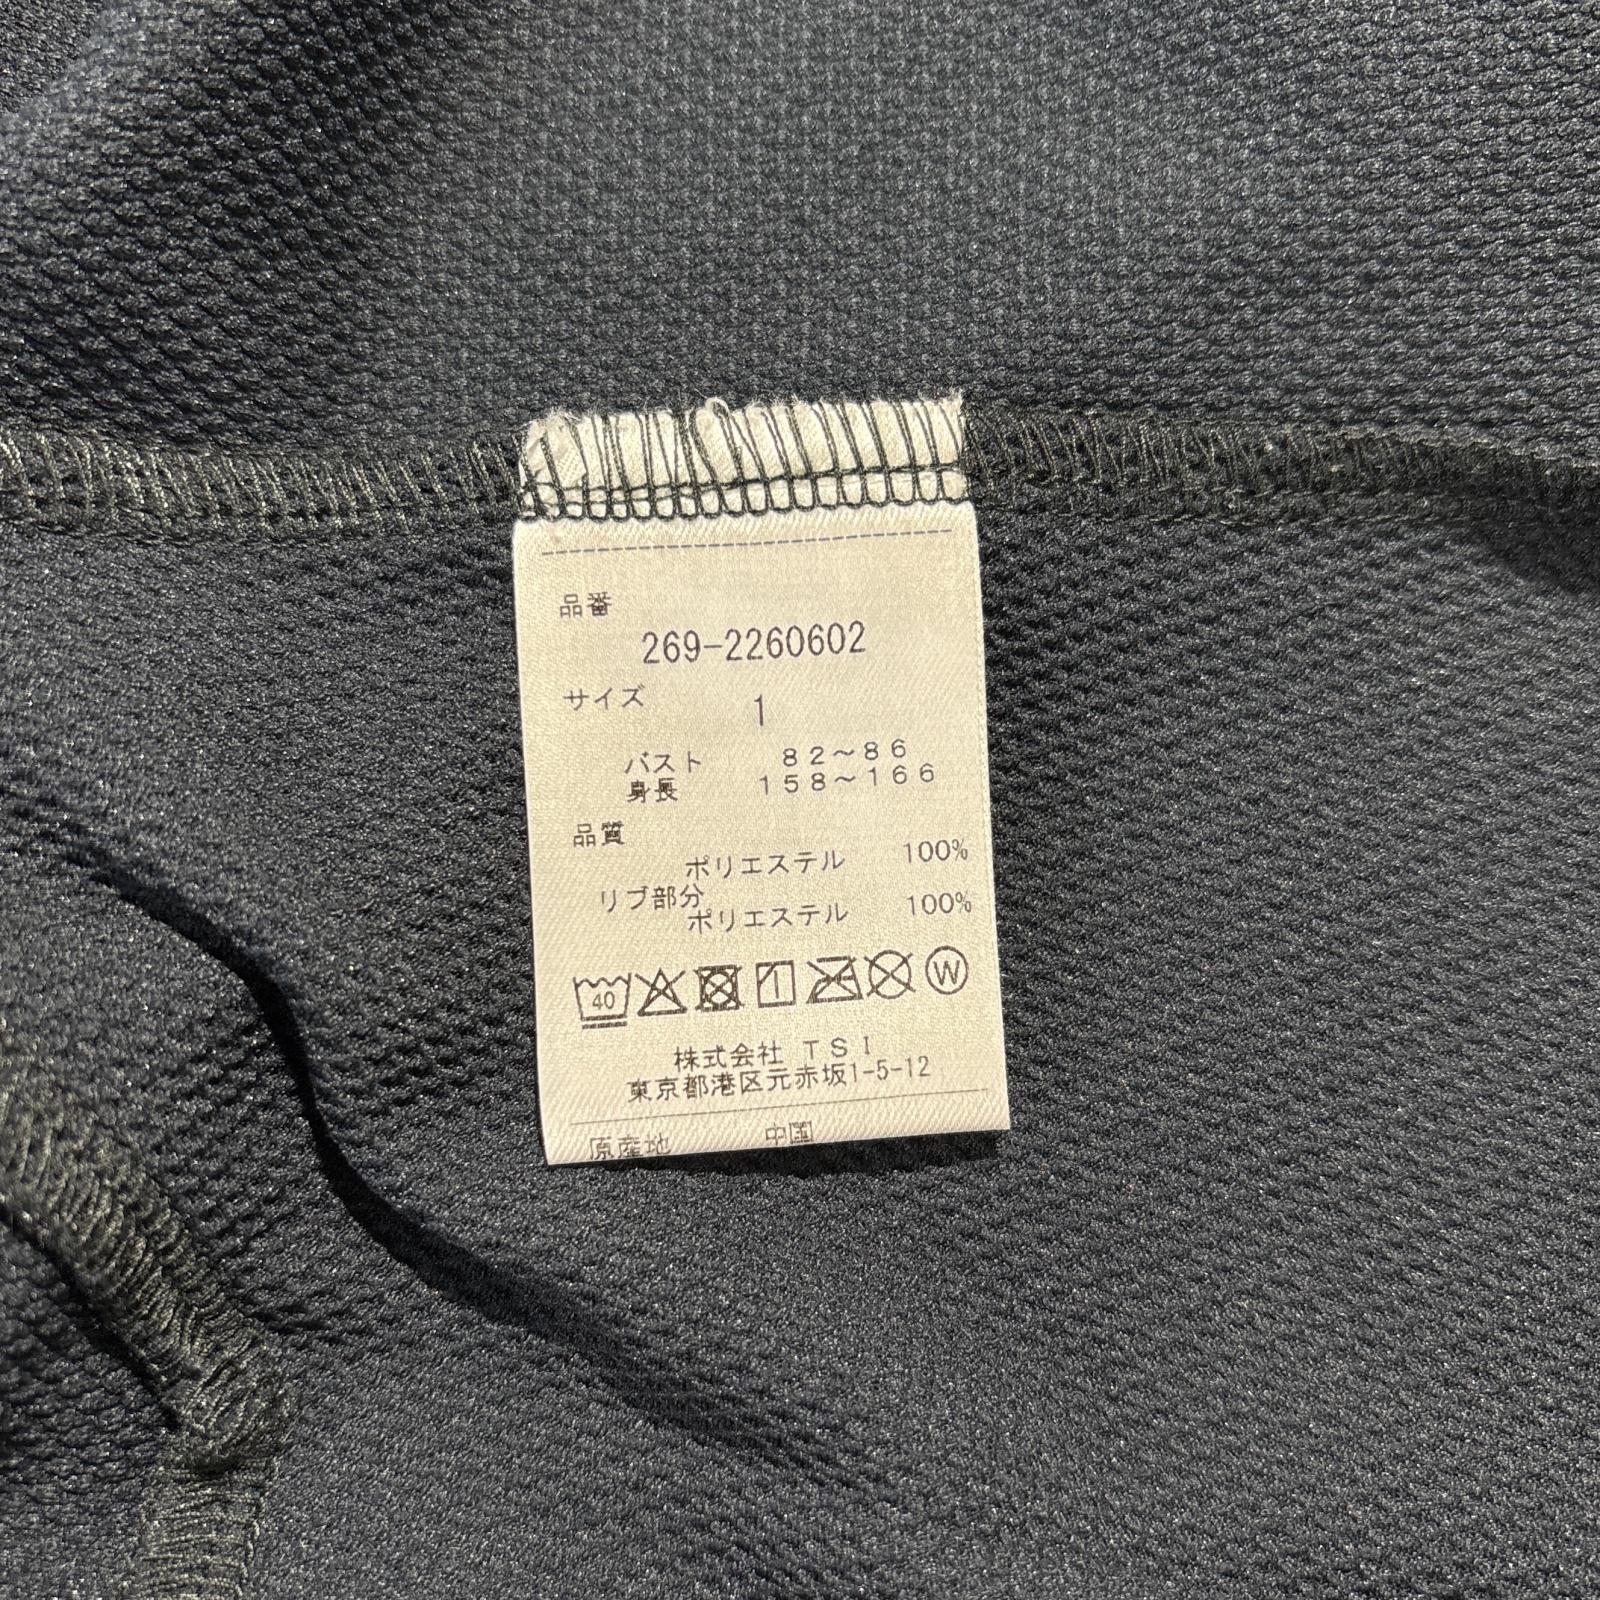 品番
269-2260602
サイズ 1
バスト 82～86
身長 158～166
品質
ポリエステル 100%
リブ部分
ポリエステル 100%
40 W
株式会社 TSI
東京都港区元赤坂1-5-12
原産地 中国